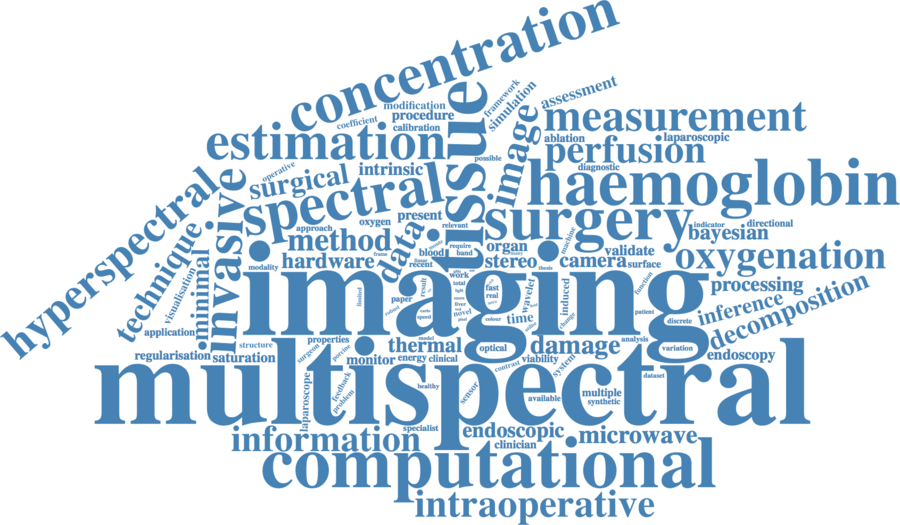 concentration
modification
procedure
coefficient
calibration
framework
simulation
assessment
tissue
image
measurement
ablation
laparoscopic
perfusion
diagnostic
possible
estimation
operative
surgical
intrinsic
spectral
haemoglobin
hyperspectral
invasive
technique
visualisation
minimal
approach
oxygen
present
relevant
surgery
indicator
directional
bayesian
method
data
frame
blood
recent
require
band
organ
machine
validate
hardware
stereo
camera
surface
oxygenation
modality
imaging
limited
paper
result
work
total
light
novel
fast
real
wavelet
thesis
induced
change
function
patient
processing
inference
decomposition
discrete
time
colour
speed
early
liver
application
structure
regularisation
saturation
properties
surgeon
porcine
monitor
model
thermal
energy
clinical
optical
contrast
viability
damage
system
analysis
variation
endoscopy
multispectral
laparoscope
feedback
problem
healthy
sensor
available
multiple
synthetic
dataset
specialist
information
endoscopic
clinician
microwave
computational
intraoperative